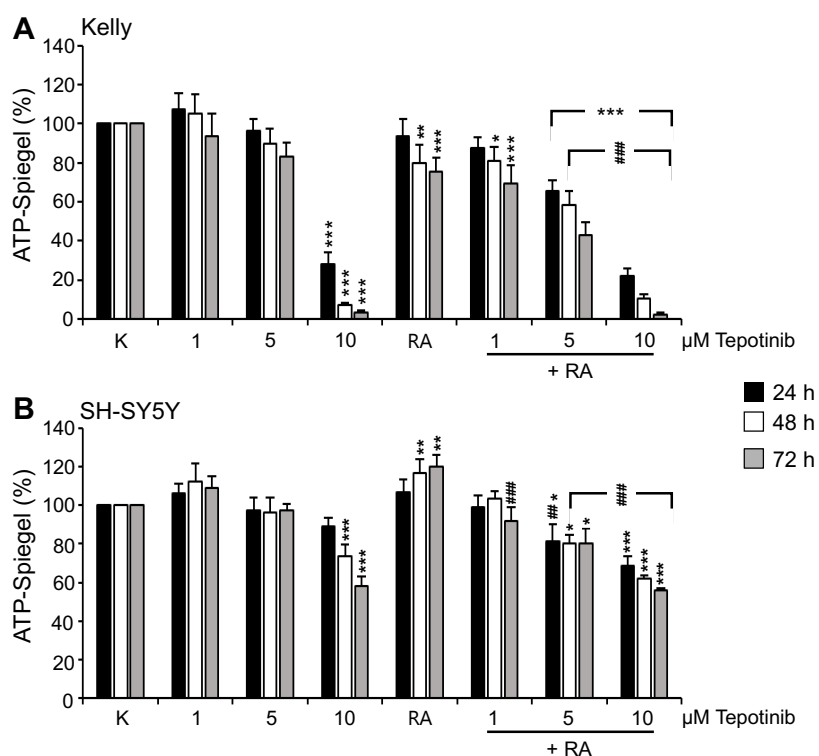 A Kelly
ATP-Spiegel (%)
140
120
100
80
60
40
20
0
*** *** ***
** ***
* ***
***
###
K 1 5 10 RA 1 5 10 µM Tepotinib
+ RA
24 h
48 h
72 h
B SH-SY5Y
ATP-Spiegel (%)
140
120
100
80
60
40
20
0
*** ***
** **
###
## * * *
###
*** *** ***
K 1 5 10 RA 1 5 10 µM Tepotinib
+ RA